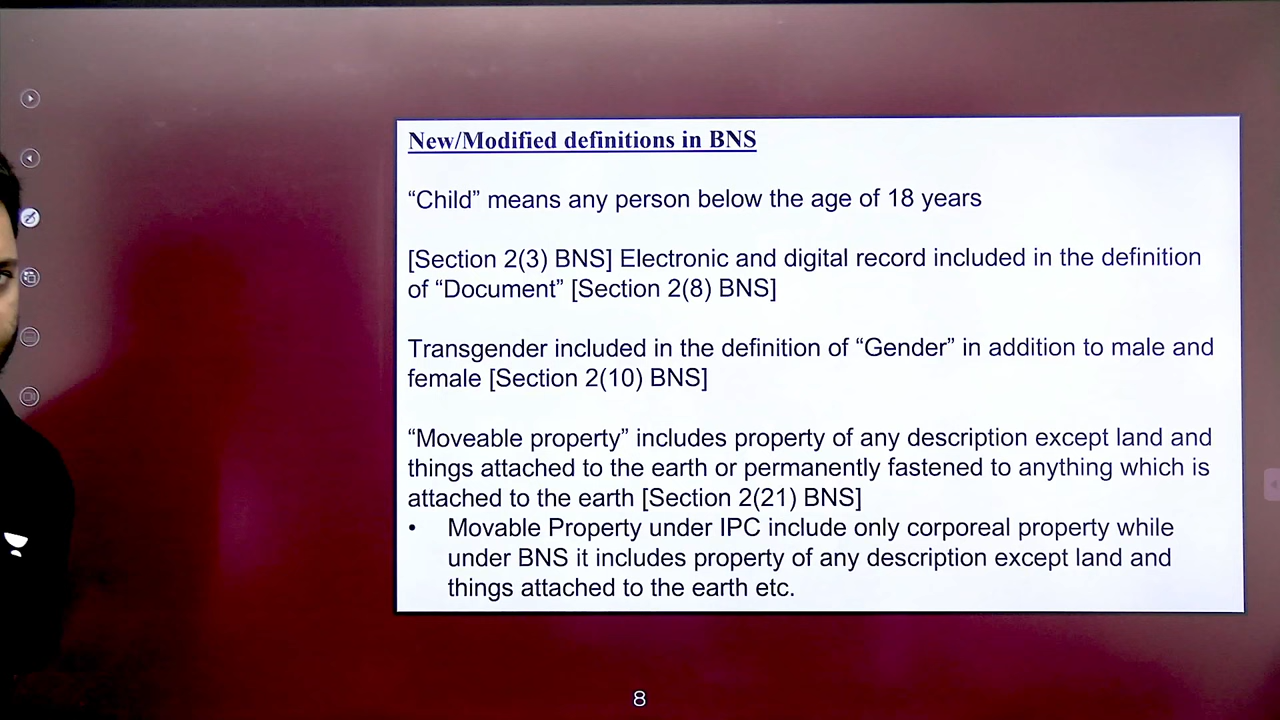 New/Modified definitions in BNS
“Child” means any person below the age of 18 years
[Section 2(3) BNS] Electronic and digital record included in the definition
of “Document” [Section 2(8) BNS]
Transgender included in the definition of “Gender” in addition to male and
female [Section 2(10) BNS]
“Moveable property” includes property of any description except land and
things attached to the earth or permanently fastened to anything which is
attached to the earth [Section 2(21) BNS]
• Movable Property under IPC include only corporeal property while
under BNS it includes property of any description except land and
things attached to the earth etc.
8